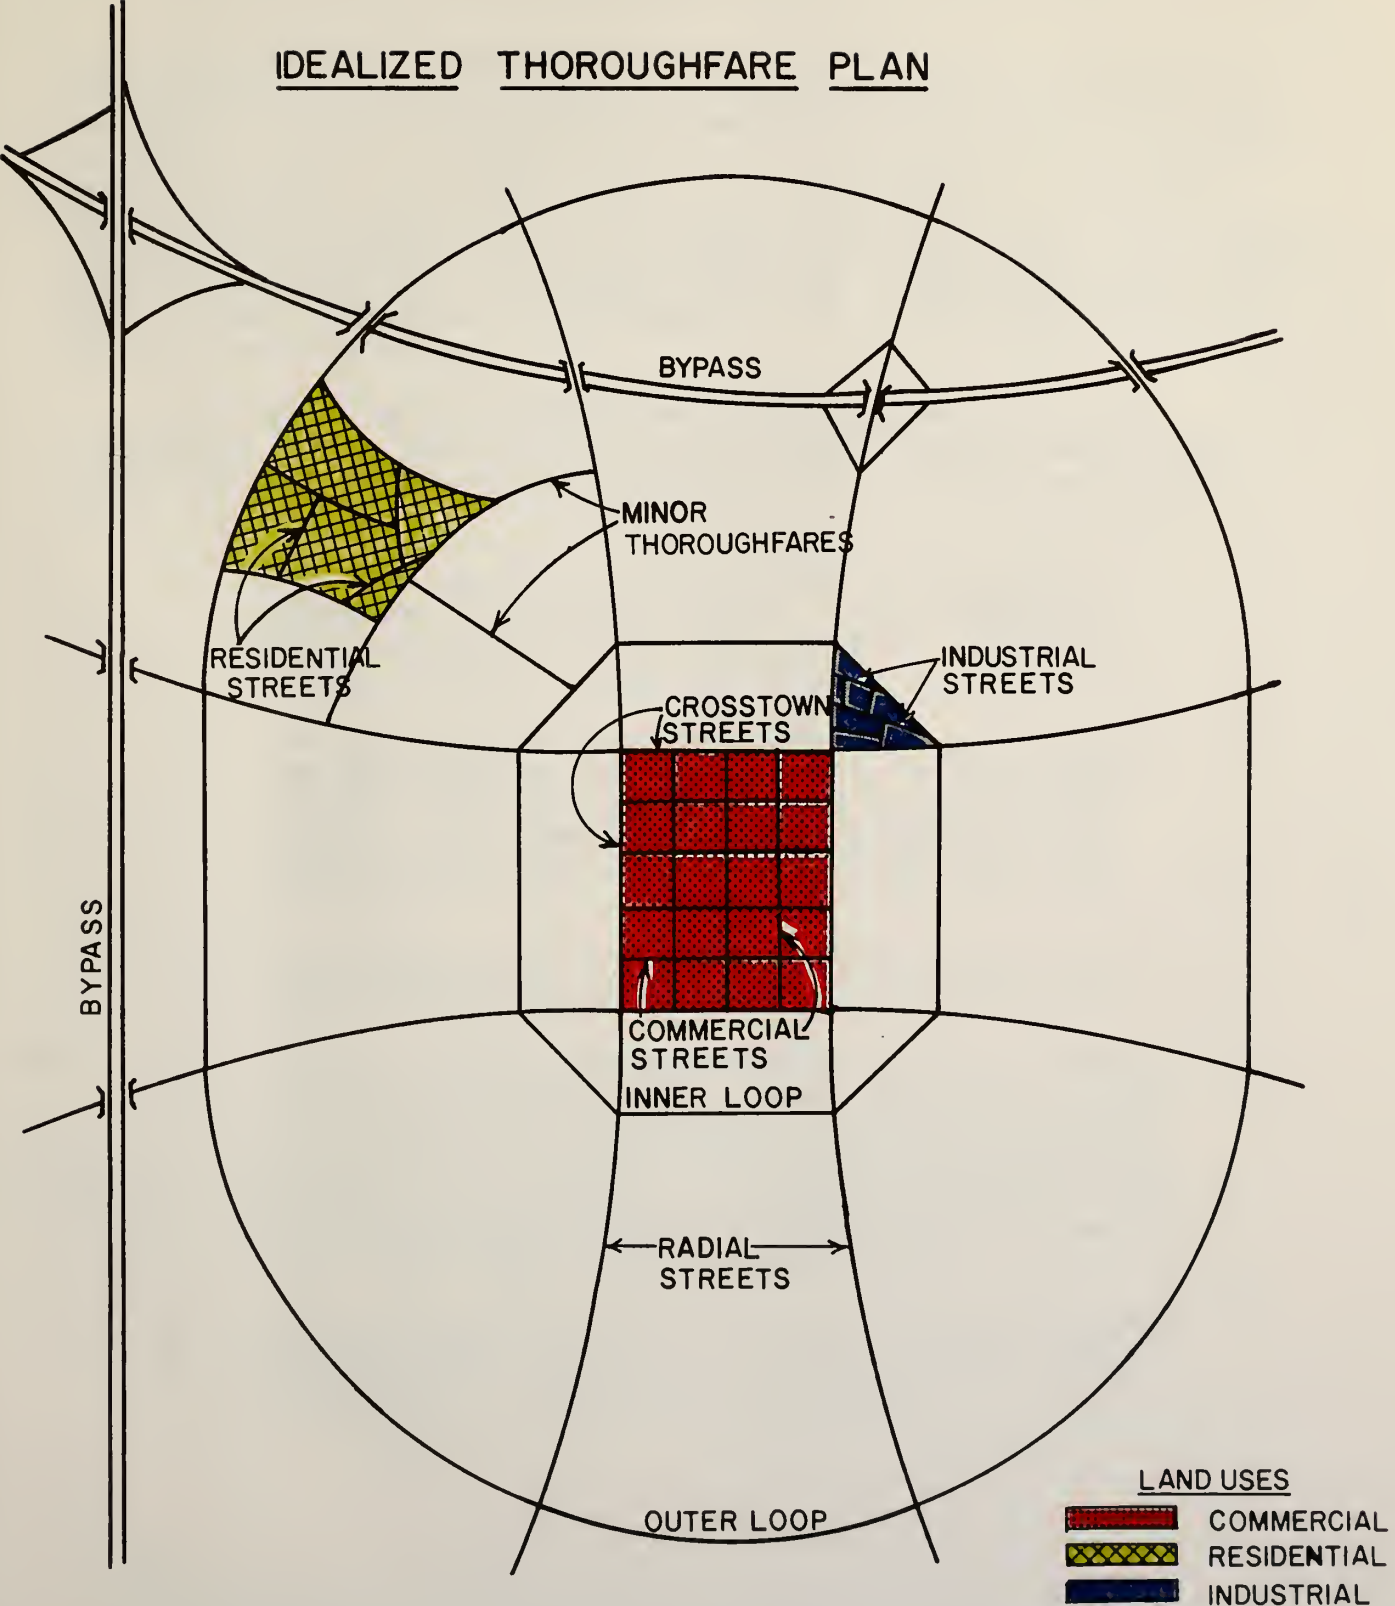 IDEALIZED THOROUGHFARE PLAN
BYPASS
MINOR
THOROUGHFARES
RESIDENTIAL
STREETS
INDUSTRIAL
STREETS
CROSSTOWN
STREETS
BYPASS
COMMERCIAL
STREETS
INNER LOOP
RADIAL
STREETS
OUTER LOOP
LAND USES
COMMERCIAL
RESIDENTIAL
INDUSTRIAL